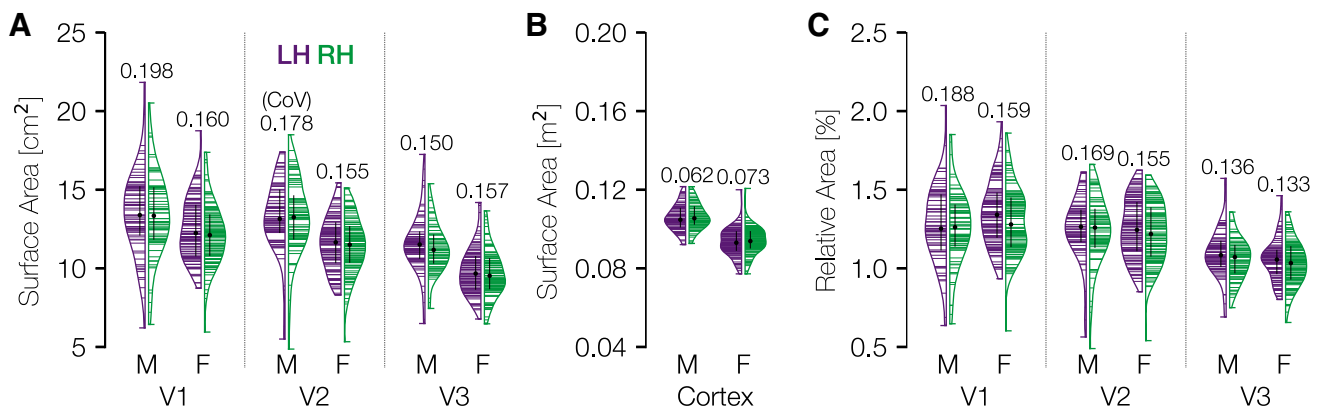 A
Surface Area [cm²]
25
20
15
10
5
LH RH
0.198
0.160
(CoV)
0.178
0.155
0.150
0.157
M F M F M F
V1 V2 V3
B
Surface Area [m²]
0.20
0.16
0.12
0.08
0.04
0.062
0.073
M F
Cortex
C
Relative Area [%]
2.5
2.0
1.5
1.0
0.5
0.188
0.159
0.169
0.155
0.136
0.133
M F M F M F
V1 V2 V3